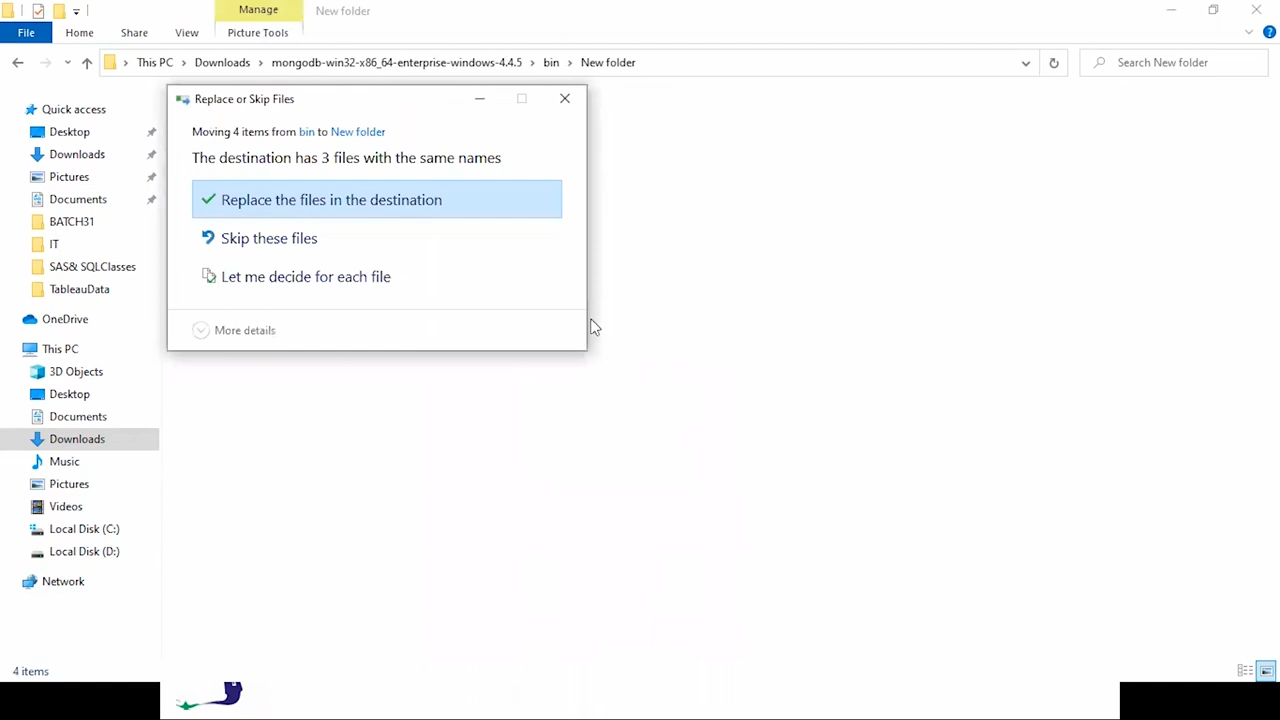 Manage
New folder
File
Home
Share
View
Picture Tools
This PC
Downloads
mongodb-win32-x86_64-enterprise-windows-4.4.5
bin
New folder
Search New folder
Replace or Skip Files
Moving 4 items from bin to New folder
The destination has 3 files with the same names
Replace the files in the destination
Skip these files
Let me decide for each file
More details
Quick access
Desktop
Downloads
Pictures
Documents
BATCH31
IT
SAS& SQLClasses
TableauData
OneDrive
This PC
3D Objects
Desktop
Documents
Downloads
Music
Pictures
Videos
Local Disk (C:)
Local Disk (D:)
Network
4 items